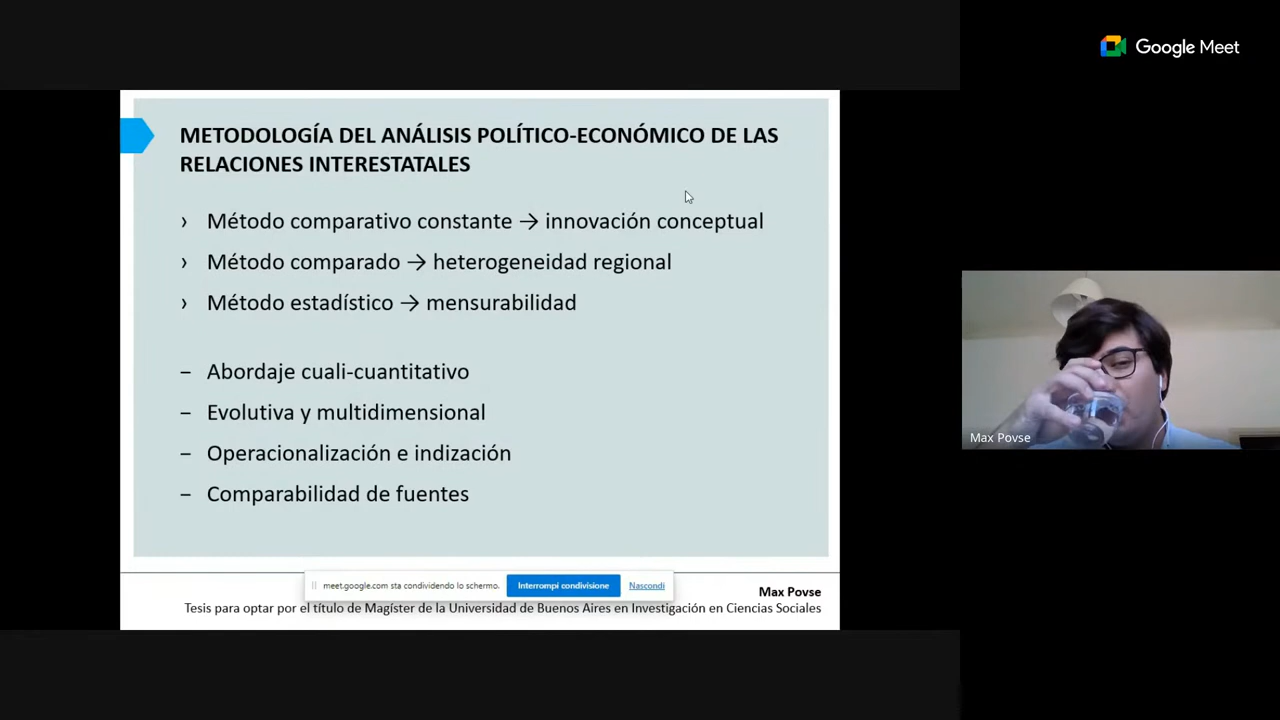 Google Meet
METODOLOGÍA DEL ANÁLISIS POLÍTICO-ECONÓMICO DE LAS
RELACIONES INTERESTATALES
› Método comparativo constante → innovación conceptual
› Método comparado → heterogeneidad regional
› Método estadístico → mensurabilidad
– Abordaje cuali-cuantitativo
– Evolutiva y multidimensional
– Operacionalización e indización
– Comparabilidad de fuentes
meet.google.com sta condividendo lo schermo. Interrompi condivisione Nascondi
Max Povse
Tesis para optar por el título de Magíster de la Universidad de Buenos Aires en Investigación en Ciencias Sociales
Max Povse